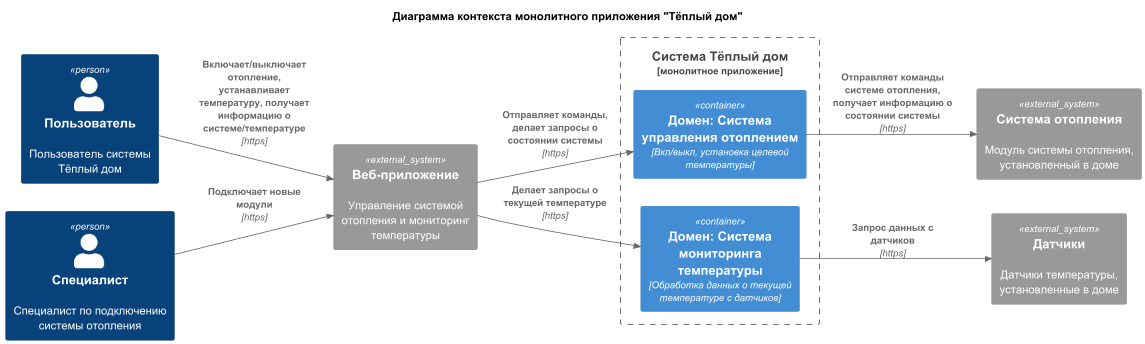 Диаграмма контекста монолитного приложения "Тёплый дом"
«person»
Пользователь
Пользователь системы
Тёплый дом
«person»
Специалист
Специалист по подключению
системы отопления
Включает/выключает
отопление,
устанавливает
температуру, получает
информацию о
системе/температуре
[https]
Подключает новые
модули
[https]
«external_system»
Веб-приложение
Управление системой
отопления и мониторинг
температуры
Отправляет команды,
делает запросы о
состоянии системы
[https]
Делает запросы о
текущей температуре
[https]
Система Тёплый дом
[монолитное приложение]
«container»
Домен: Система
управления отоплением
[Вкл/выкл, установка целевой
температуры]
«container»
Домен: Система
мониторинга
температуры
[Обработка данных о текущей
температуре с датчиков]
Отправляет команды
системе отопления,
получает информацию о
состоянии системы
[https]
Запрос данных с
датчиков
[https]
«external_system»
Система отопления
Модуль системы отопления,
установленный в доме
«external_system»
Датчики
Датчики температуры,
установленные в доме